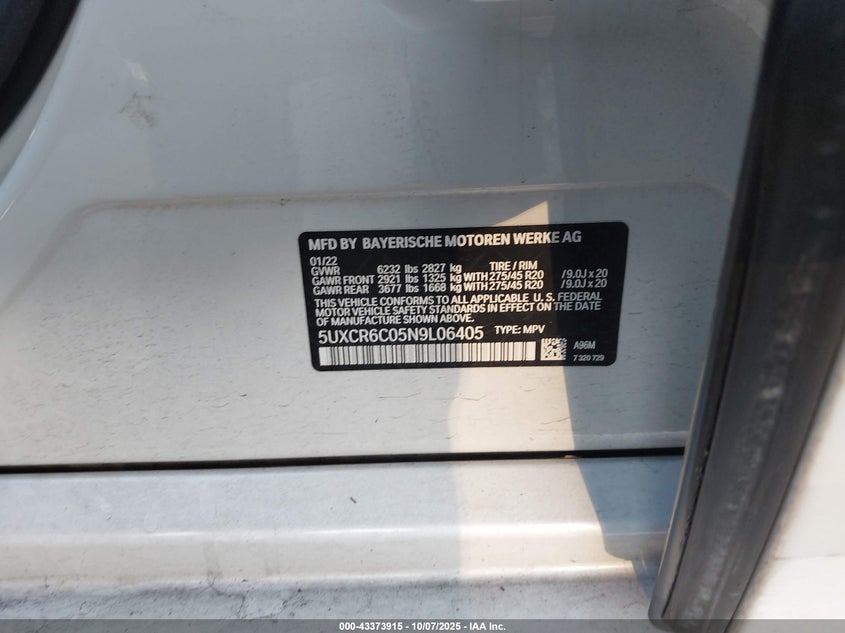 MFD BY BAYERISCHE MOTOREN WERKE AG
01/22
GVWR 6232 lbs 2827 kg TIRE / RIM
GAWR FRONT 2921 lbs 1325 kg WITH 275/45 R20 / 9.0J x 20
GAWR REAR 3677 lbs 1668 kg WITH 275/45 R20 / 9.0J x 20
THIS VEHICLE CONFORMS TO ALL APPLICABLE U. S. FEDERAL
MOTOR VEHICLE SAFETY STANDARDS IN EFFECT ON THE DATE
OF MANUFACTURE SHOWN ABOVE.
5UXCR6C05N9L06405 TYPE: MPV
A96M
7 320 729
000-43373915 - 10/07/2025 - IAA Inc.